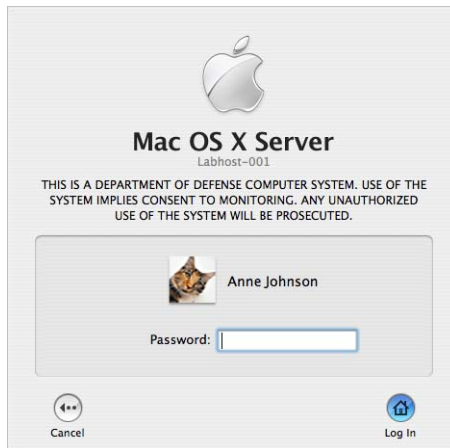 Mac OS X Server
Labhost-001
THIS IS A DEPARTMENT OF DEFENSE COMPUTER SYSTEM. USE OF THE
SYSTEM IMPLIES CONSENT TO MONITORING. ANY UNAUTHORIZED
USE OF THE SYSTEM WILL BE PROSECUTED.
Anne Johnson
Password:
Cancel
Log In